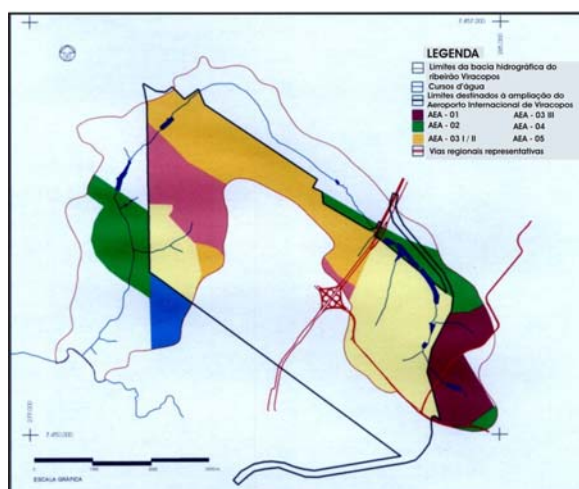 LEGENDA
Limites da bacia hidrográfica do
ribeirão Viracopos
Cursos d'água
Limites destinados à ampliação do
Aeroporto Internacional de Viracopos
AEA - 01 AEA - 03 III
AEA - 02 AEA - 04
AEA - 03 I / II AEA - 05
Vias regionais representativas
ESCALA GRÁFICA